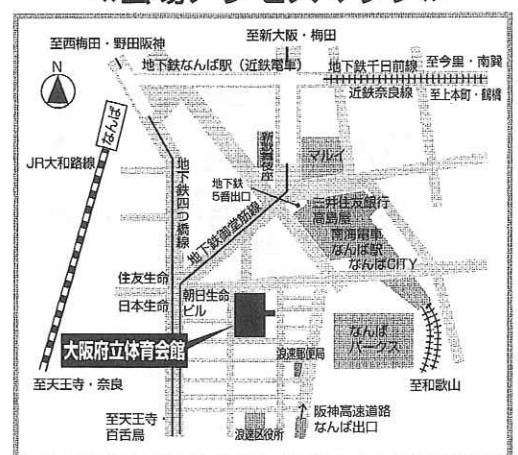 至新大阪・梅田
至西梅田・野田阪神
地下鉄なんば駅（近鉄電車）
地下鉄千日前線
至今里・南巽
近鉄奈良線
至上本町・鶴橋
N
なんば
JR大和路線
新歌舞伎座
マルイ
地下鉄
5番出口
三井住友銀行
高島屋
南海電車
なんば駅
なんばCITY
地下鉄四つ橋線
地下鉄御堂筋線
住友生命
日本生命
朝日生命
ビル
大阪府立体育会館
浪速郵便局
なんば
パークス
至天王寺・奈良
至和歌山
至天王寺・
百舌鳥
浪速区役所
阪神高速道路
なんば出口